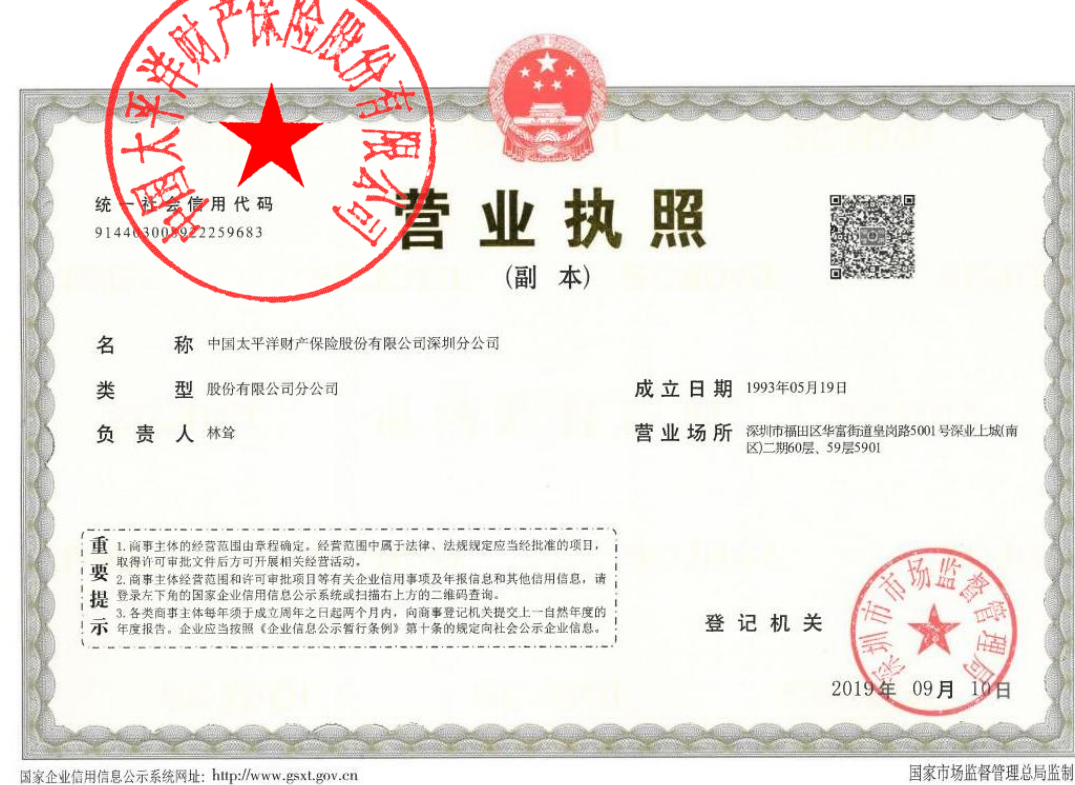 中国太平洋财产保险股份有限公司
统一社会信用代码
营业执照
(副 本)
名 称 中国太平洋财产保险股份有限公司深圳分公司
类 型 股份有限公司分公司
成立日期 1993年05月19日
负责人 林耸
营业场所 深圳市福田区华富街道皇岗路5001号深业上城(南
区)二期60层、59层5901
重要提示
1.商事主体的经营范围由章程确定。经营范围中属于法律、法规规定应当经批准的项目,
取得许可审批文件后方可开展相关经营活动。
2.商事主体经营范围和许可审批项目等有关企业信用事项及年报信息和其他信用信息,请
登录左下角的国家企业信用信息公示系统或扫描右上方的二维码查询。
3.各类商事主体每年须于成立周年之日起两个月内,向商事登记机关提交上一自然年度的
年度报告。企业应当按照《企业信息公示暂行条例》第十条的规定向社会公示企业信息。
登记机关
深圳市市场监督管理局
2019年 09月 10日
国家企业信用信息公示系统网址: http://www.gsxt.gov.cn
国家市场监督管理总局监制